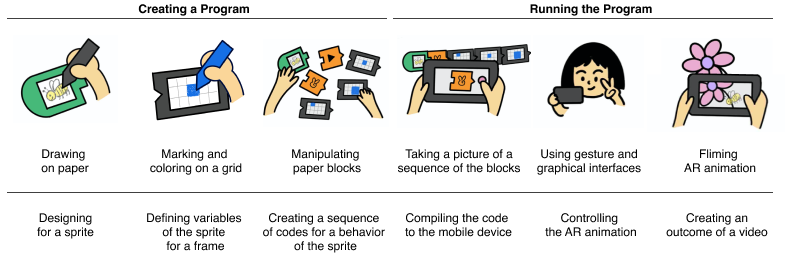 Creating a Program
Running the Program
Drawing
on paper
Marking and
coloring on a grid
Manipulating
paper blocks
Taking a picture of a
sequence of the blocks
Using gesture and
graphical interfaces
Fliming
AR animation
Designing
for a sprite
Defining variables
of the sprite
for a frame
Creating a sequence
of codes for a behavior
of the sprite
Compiling the code
to the mobile device
Controlling
the AR animation
Creating an
outcome of a video